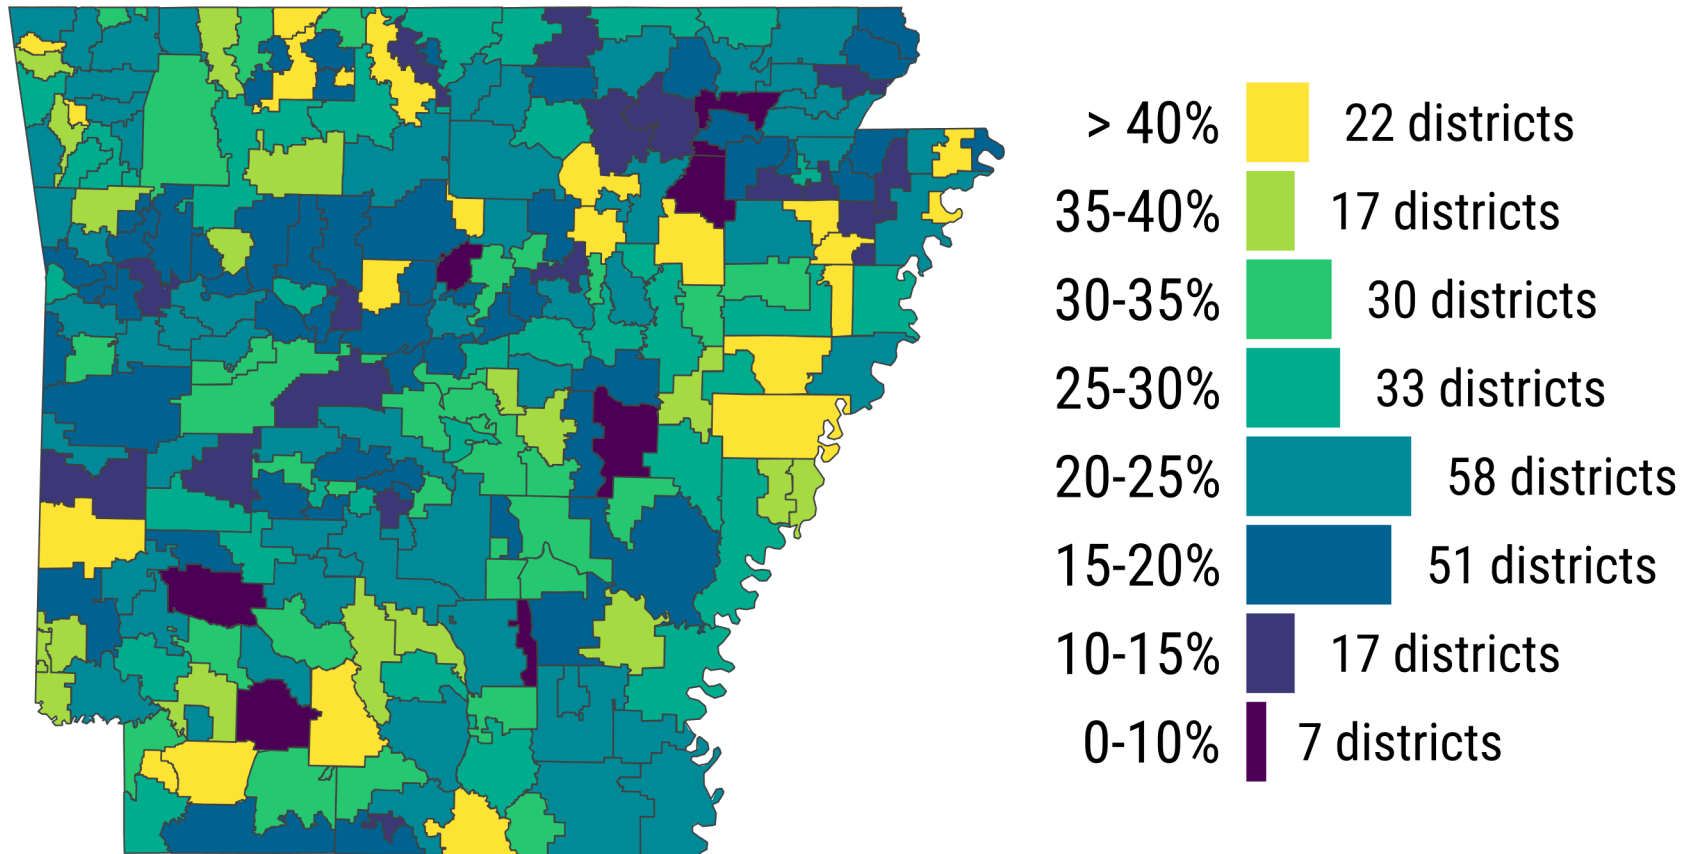 > 40% 22 districts
35-40% 17 districts
30-35% 30 districts
25-30% 33 districts
20-25% 58 districts
15-20% 51 districts
10-15% 17 districts
0-10% 7 districts